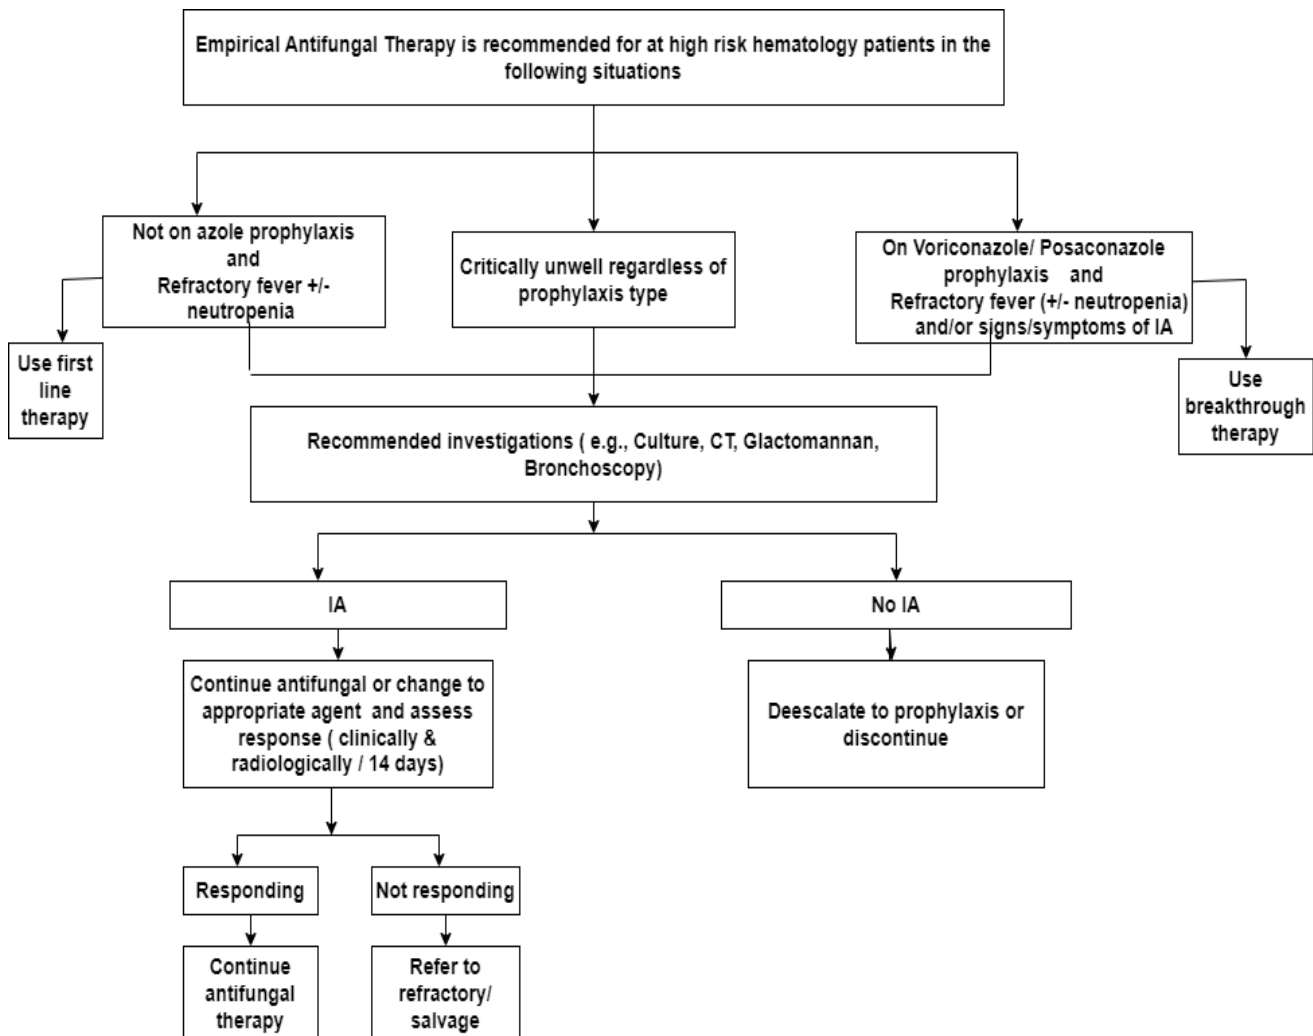 Empirical Antifungal Therapy is recommended for at high risk hematology patients in the
following situations
Not on azole prophylaxis
and
Refractory fever +/-
neutropenia
Critically unwell regardless of
prophylaxis type
On Voriconazole/ Posaconazole
prophylaxis and
Refractory fever (+/- neutropenia)
and/or signs/symptoms of IA
Use first
line
therapy
Use
breakthrough
therapy
Recommended investigations ( e.g., Culture, CT, Glactomannan,
Bronchoscopy)
IA
No IA
Continue antifungal or change to
appropriate agent and assess
response ( clinically &
radiologically / 14 days)
Deescalate to prophylaxis or
discontinue
Responding
Not responding
Continue
antifungal
therapy
Refer to
refractory/
salvage